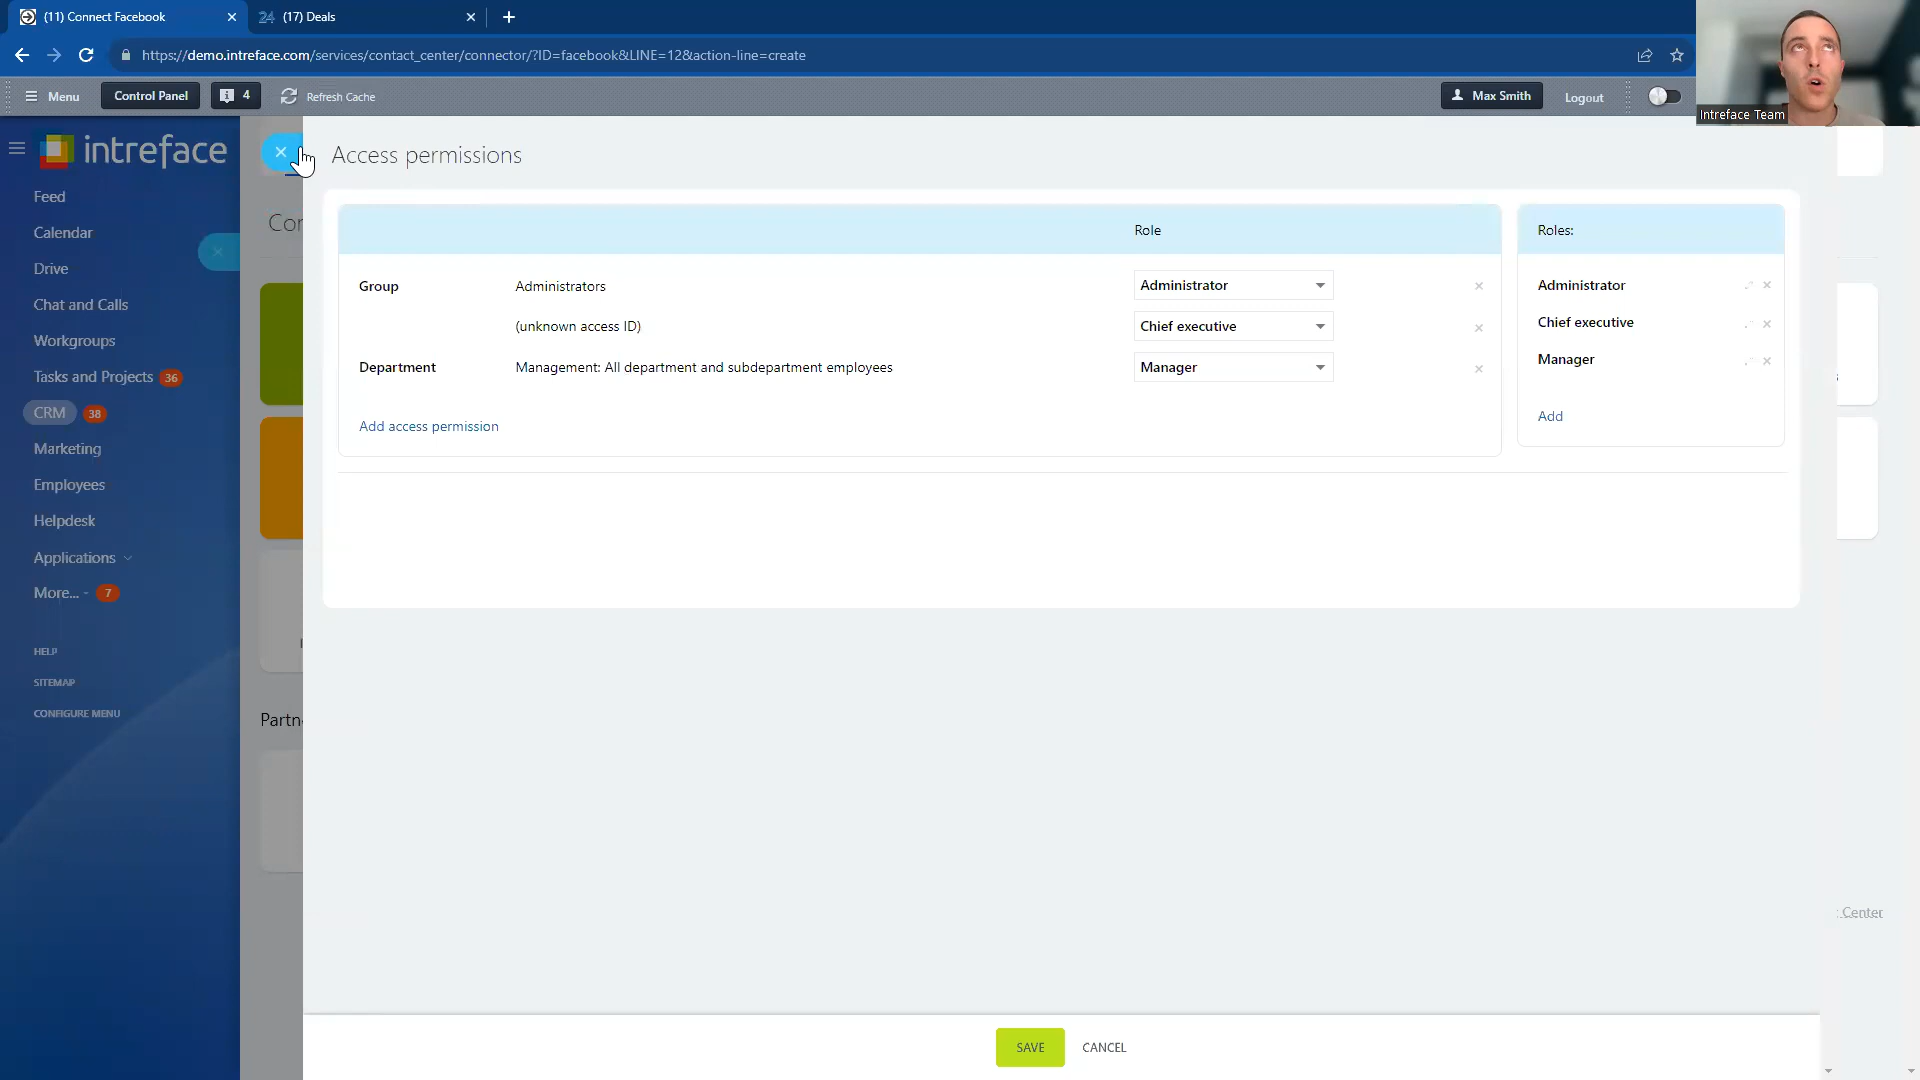 (11) Connect Facebook
24 (17) Deals
https://demo.intreface.com/services/contact_center/connector/?ID=facebook&LINE=12&action-line=create
Menu
Control Panel
4
Refresh Cache
Max Smith
Logout
Intreface Team
intreface
Feed
Calendar
Drive
Chat and Calls
Workgroups
Tasks and Projects 36
CRM 38
Marketing
Employees
Helpdesk
Applications
More... 7
HELP
SITEMAP
CONFIGURE MENU
Access permissions
Role
Group Administrators Administrator
(unknown access ID) Chief executive
Department Management: All department and subdepartment employees Manager
Add access permission
Roles:
Administrator
Chief executive
Manager
Add
Center
SAVE CANCEL